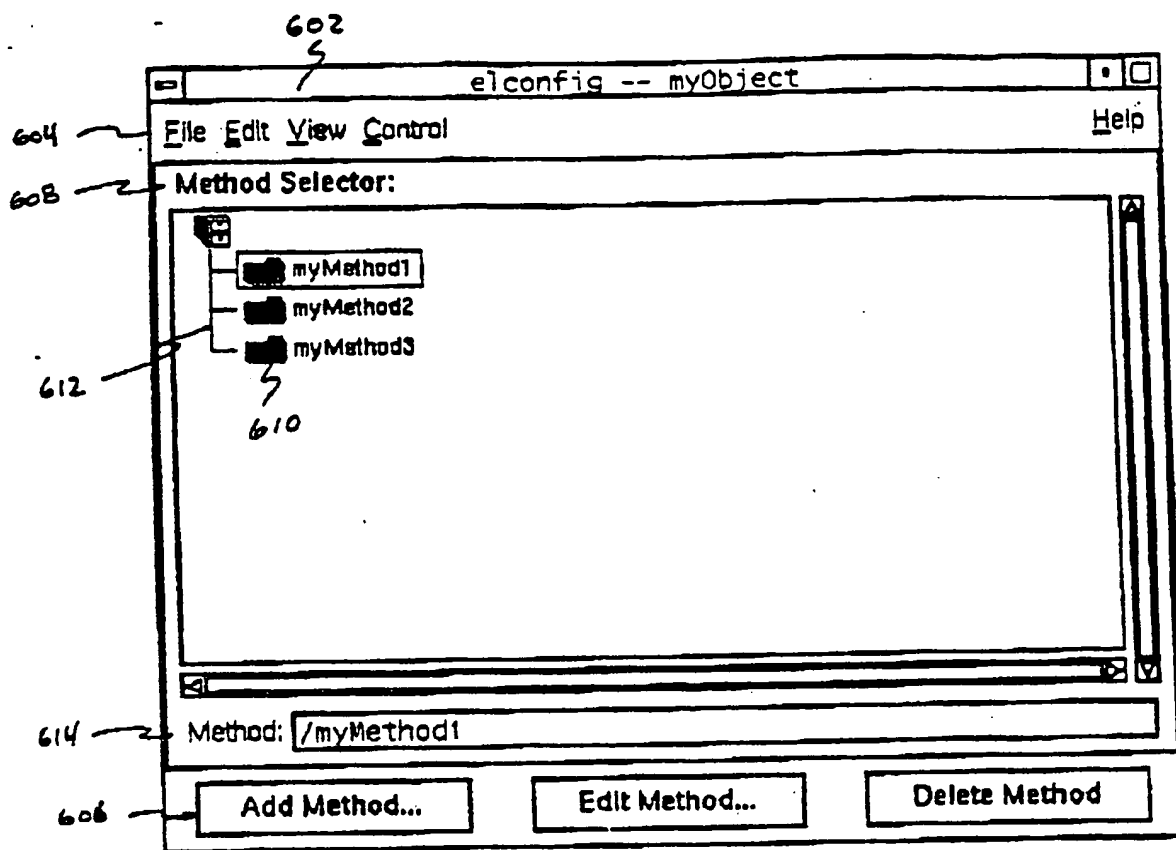 602
elconfig -- myObject
604 File Edit View Control Help
608 Method Selector:
myMethod1
myMethod2
myMethod3
612
610
614 Method: /myMethod1
606 Add Method... Edit Method... Delete Method